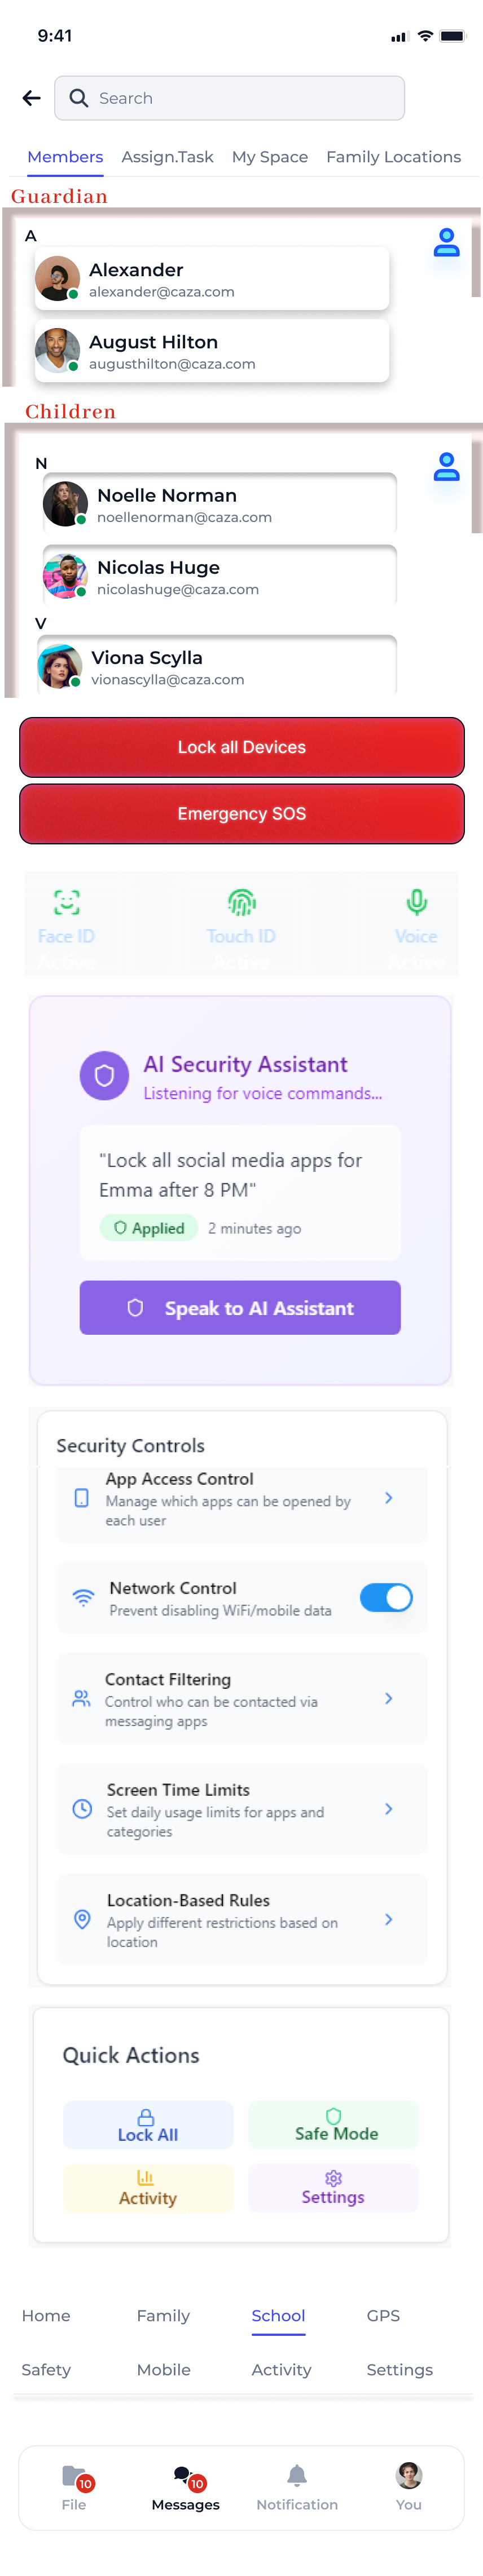 9:41
Search
Members Assign.Task My Space Family Locations
Guardian
A
Alexander
alexander@caza.com
August Hilton
augusthilton@caza.com
Children
N
Noelle Norman
noellenorman@caza.com
Nicolas Huge
nicolashuge@caza.com
V
Viona Scylla
vionascylla@caza.com
Lock all Devices
Emergency SOS
Face ID Touch ID Voice
Active Active Active
AI Security Assistant
Listening for voice commands...
"Lock all social media apps for
Emma after 8 PM"
Applied 2 minutes ago
Speak to AI Assistant
Security Controls
App Access Control
Manage which apps can be opened by
each user
Network Control
Prevent disabling WiFi/mobile data
Contact Filtering
Control who can be contacted via
messaging apps
Screen Time Limits
Set daily usage limits for apps and
categories
Location-Based Rules
Apply different restrictions based on
location
Quick Actions
Lock All Safe Mode
Activity Settings
Home Family School GPS
Safety Mobile Activity Settings
10 10
File Messages Notification You